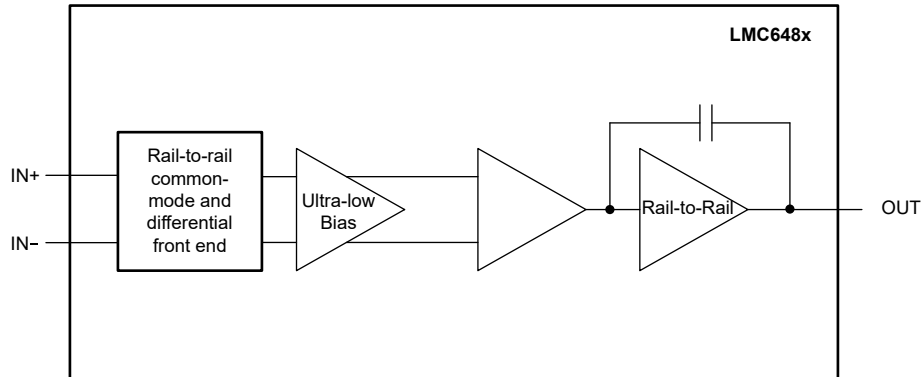 LMC648x
IN+
IN−
Rail-to-rail
common-
mode and
differential
front end
Ultra-low
Bias
Rail-to-Rail
OUT